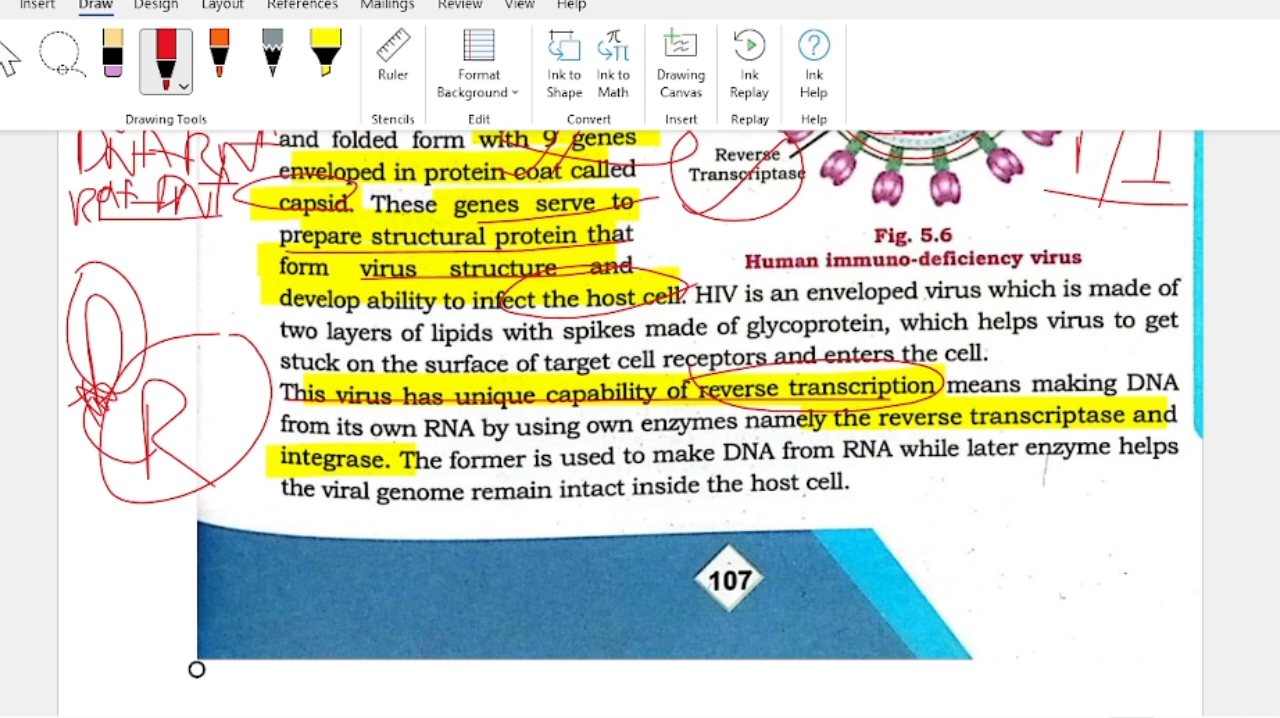 Insert Draw Design Layout References Mailings Review View Help
Ruler Format Background Ink to Shape Ink to Math Drawing Canvas Ink Replay Ink Help
Drawing Tools Stencils Edit Convert Insert Replay Help
and folded form with 9 genes
enveloped in protein coat called
capsid. These genes serve to
prepare structural protein that
form virus structure and
develop ability to infect the host cell. HIV is an enveloped virus which is made of
two layers of lipids with spikes made of glycoprotein, which helps virus to get
stuck on the surface of target cell receptors and enters the cell.
This virus has unique capability of reverse transcription means making DNA
from its own RNA by using own enzymes namely the reverse transcriptase and
integrase. The former is used to make DNA from RNA while later enzyme helps
the viral genome remain intact inside the host cell.
Reverse
Transcriptase
Fig. 5.6
Human immuno-deficiency virus
R
107